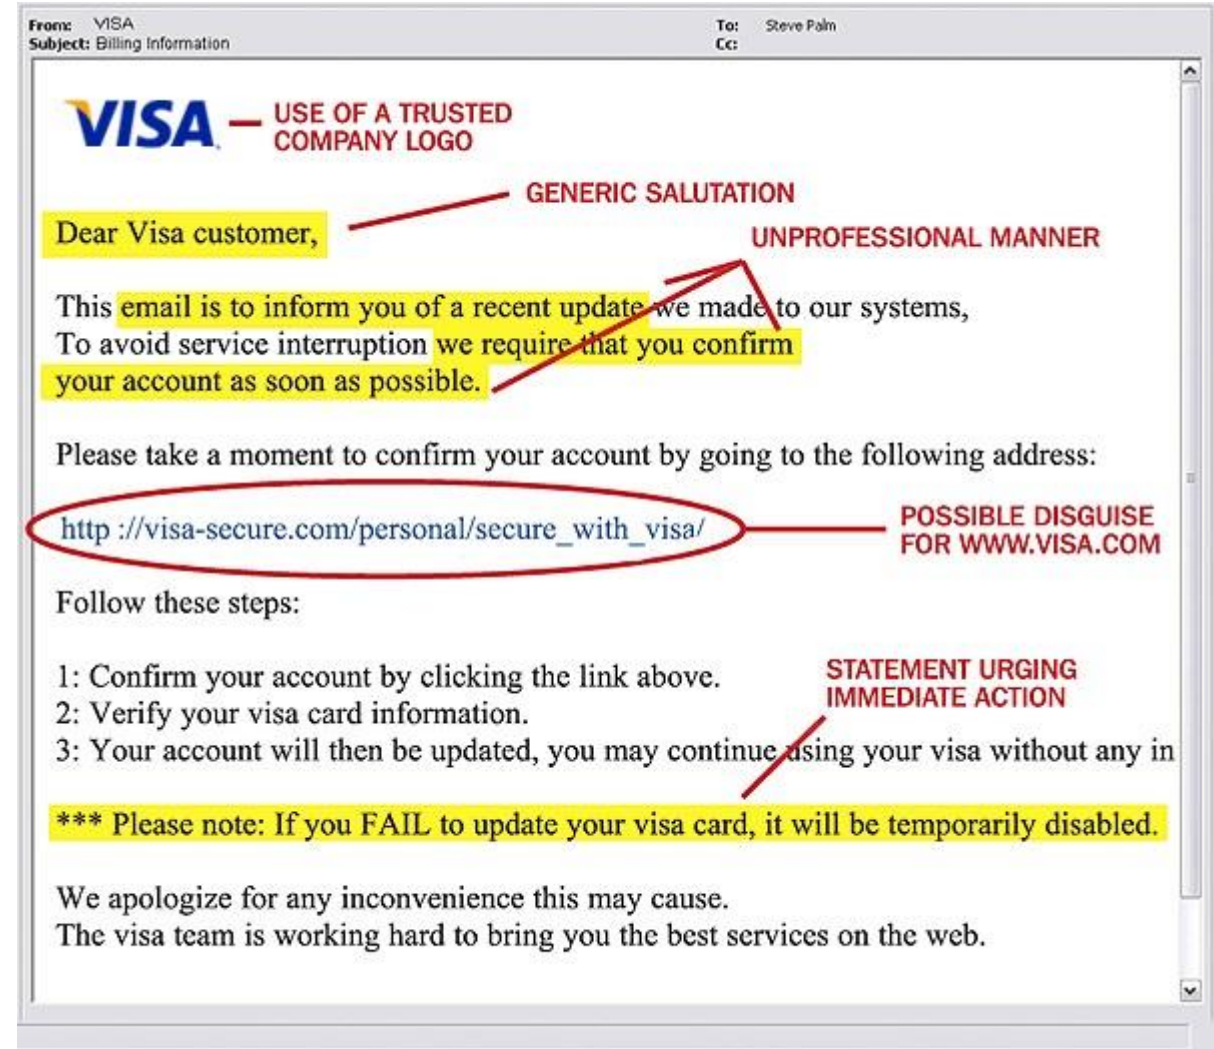 From: VISA To: Steve Palm
Subject: Billing Information Cc:
VISA — USE OF A TRUSTED
COMPANY LOGO
GENERIC SALUTATION
Dear Visa customer,
UNPROFESSIONAL MANNER
This email is to inform you of a recent update we made to our systems,
To avoid service interruption we require that you confirm
your account as soon as possible.
Please take a moment to confirm your account by going to the following address:
http ://visa-secure.com/personal/secure_with_visa/
POSSIBLE DISGUISE
FOR WWW.VISA.COM
Follow these steps:
STATEMENT URGING
IMMEDIATE ACTION
1: Confirm your account by clicking the link above.
2: Verify your visa card information.
3: Your account will then be updated, you may continue using your visa without any in
*** Please note: If you FAIL to update your visa card, it will be temporarily disabled.
We apologize for any inconvenience this may cause.
The visa team is working hard to bring you the best services on the web.